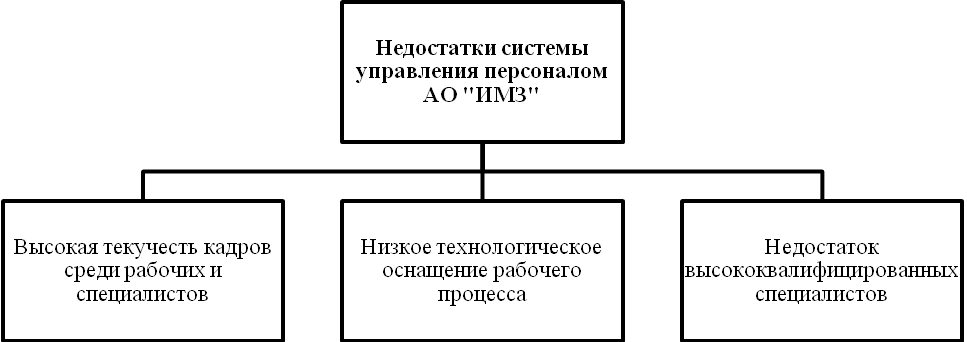 Недостатки системы
управления персоналом
АО "ИМЗ"
Высокая текучесть кадров
среди рабочих и
специалистов
Низкое технологическое
оснащение рабочего
процесса
Недостаток
высококвалифицированных
специалистов